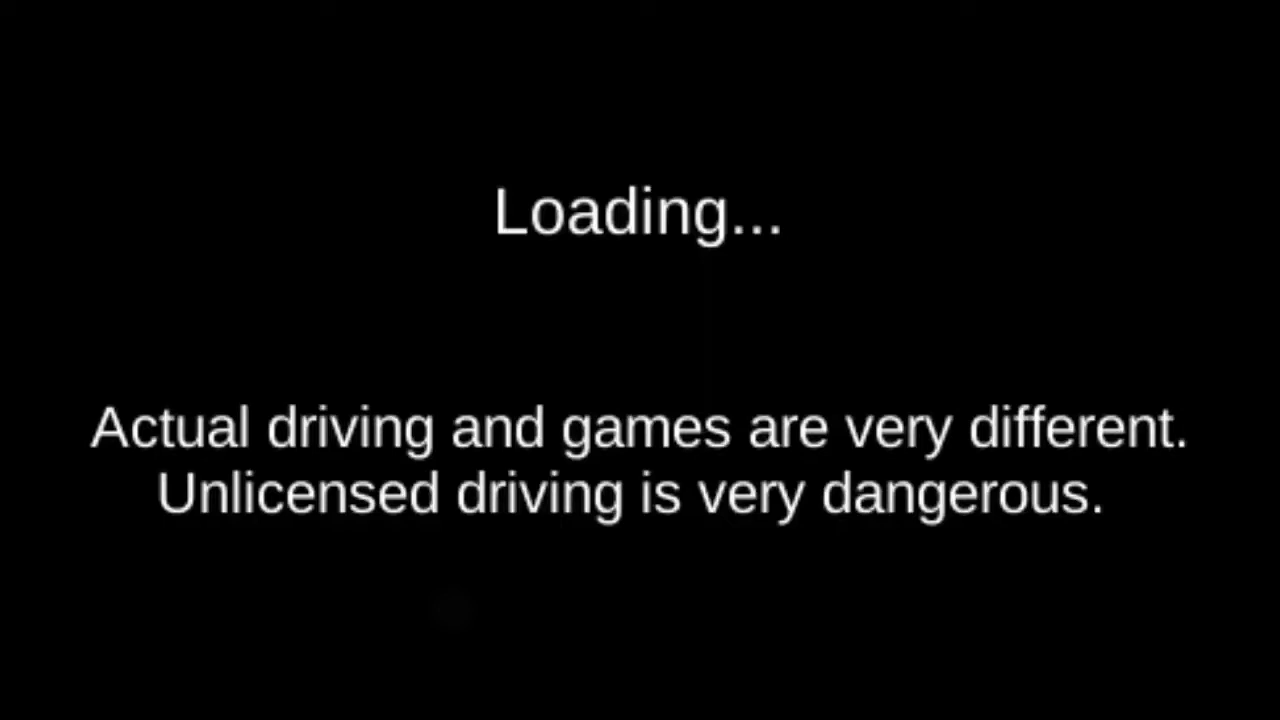 Loading...
Actual driving and games are very different.
Unlicensed driving is very dangerous.